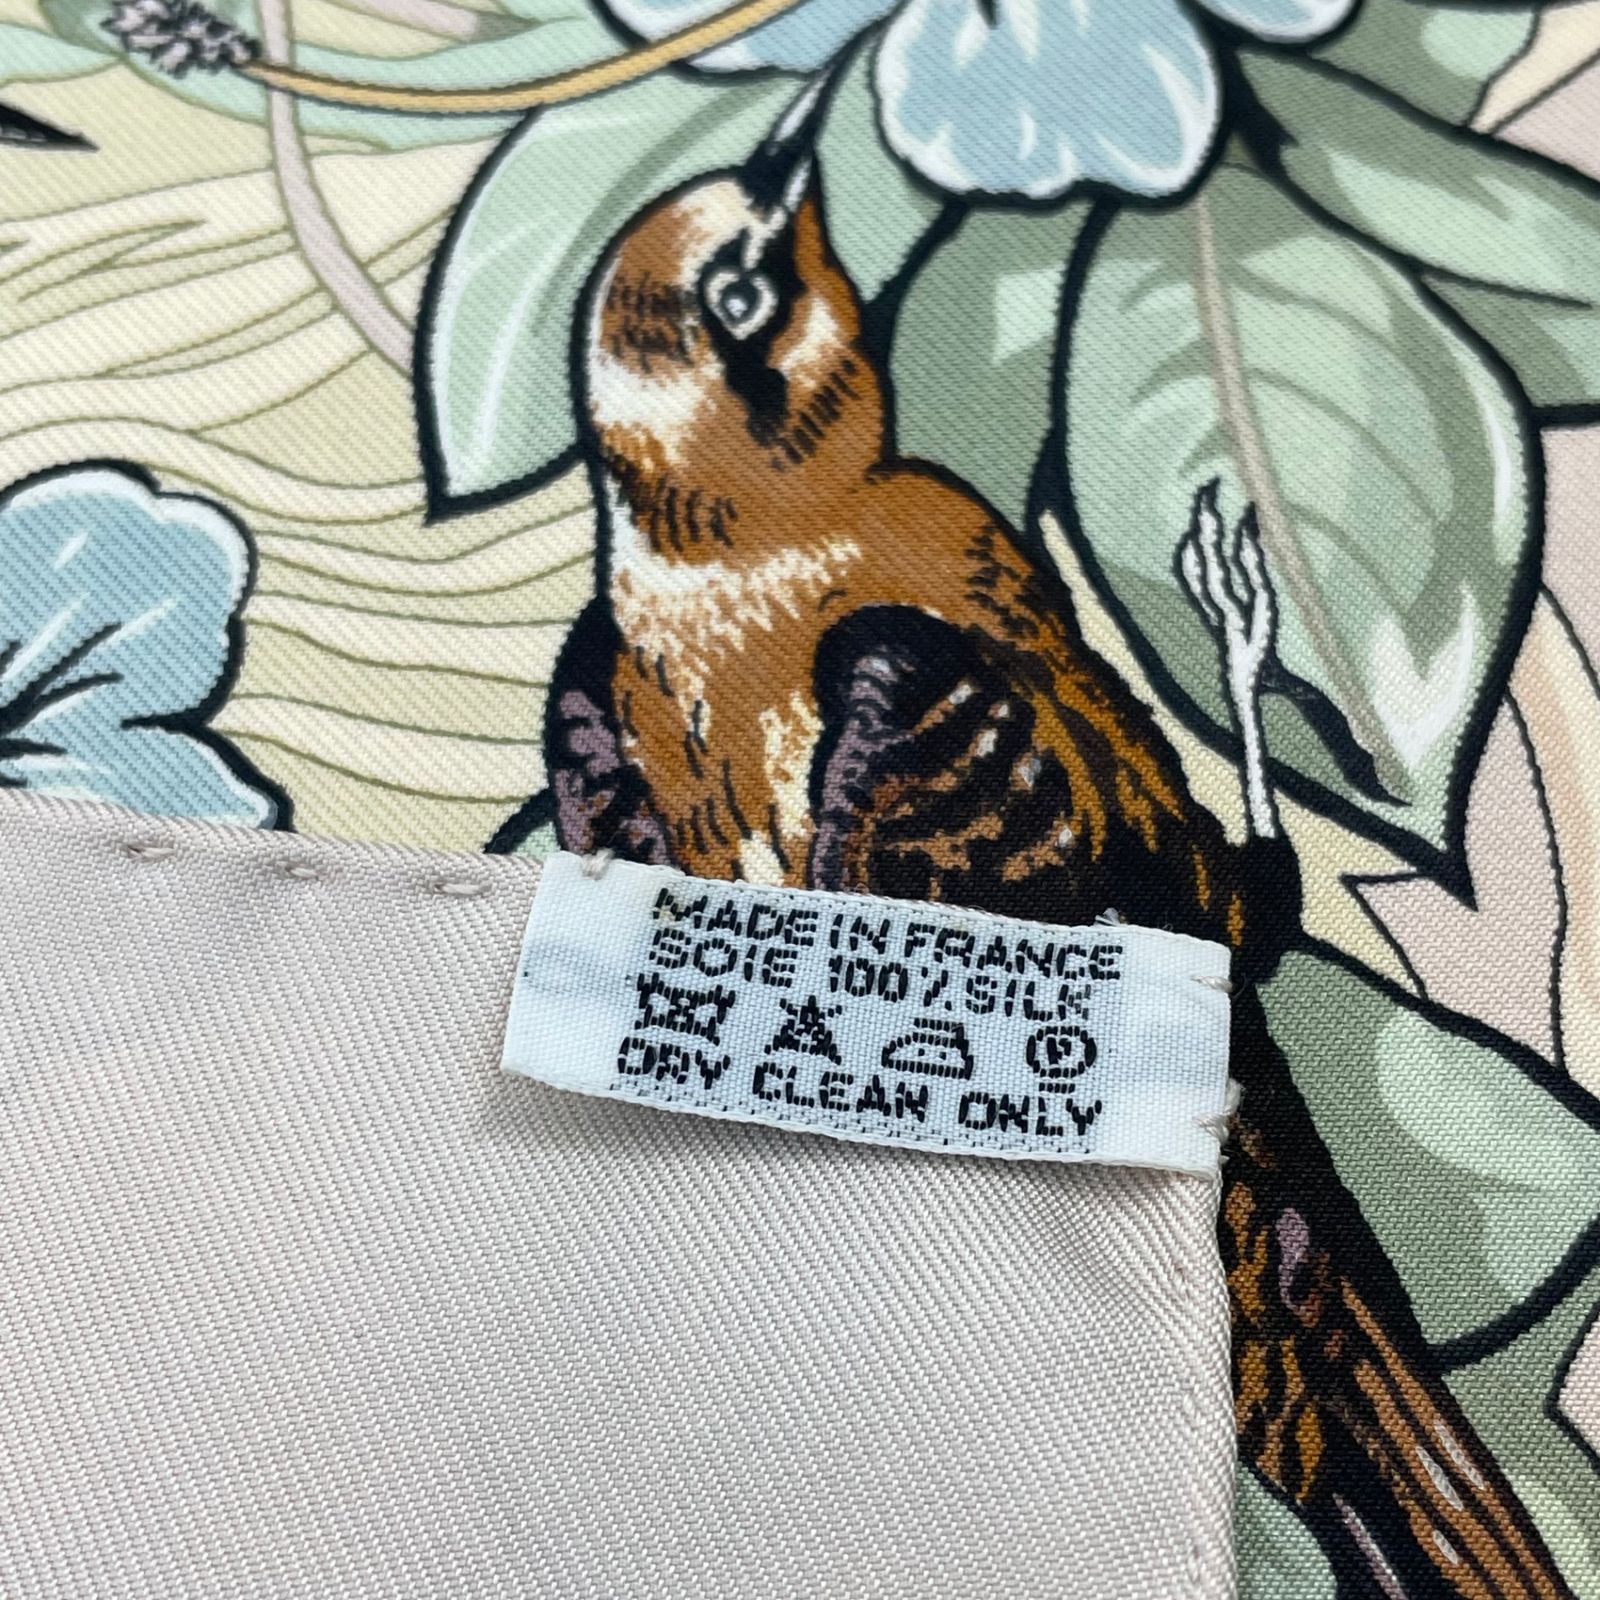 MADE IN FRANCE
SOIE 100% SILK
DRY CLEAN ONLY